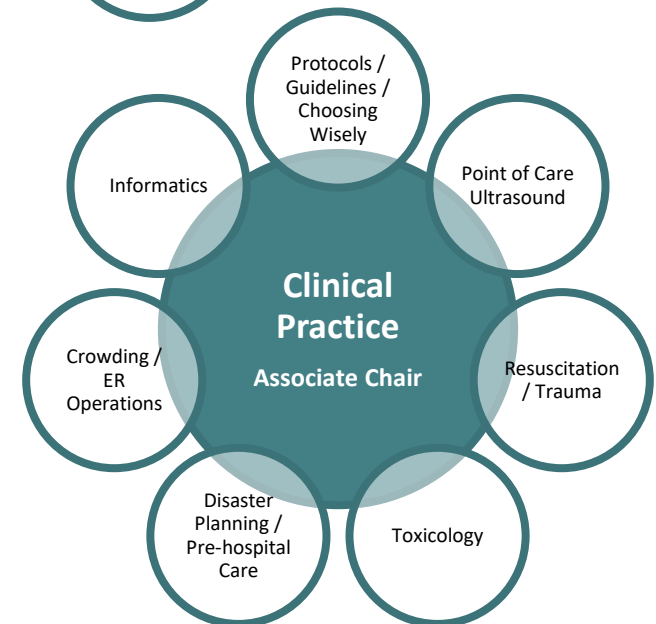 Protocols /
Guidelines /
Choosing
Wisely
Informatics
Point of Care
Ultrasound
Clinical
Practice
Associate Chair
Crowding /
ER
Operations
Resuscitation
/ Trauma
Disaster
Planning /
Pre-hospital
Care
Toxicology